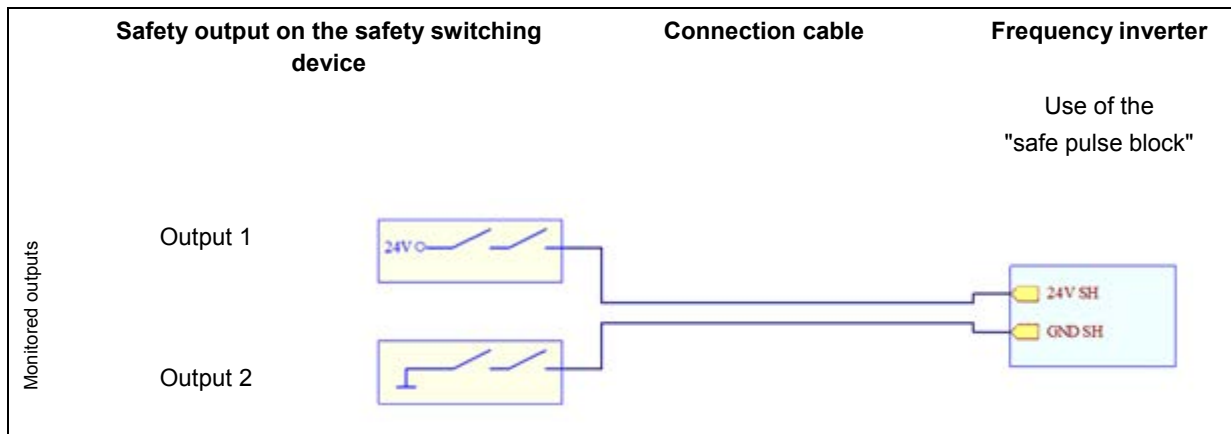 Safety output on the safety switching
device
Connection cable
Frequency inverter
Use of the
"safe pulse block"
Monitored outputs
Output 1
24V
24V SH
GND SH
Output 2